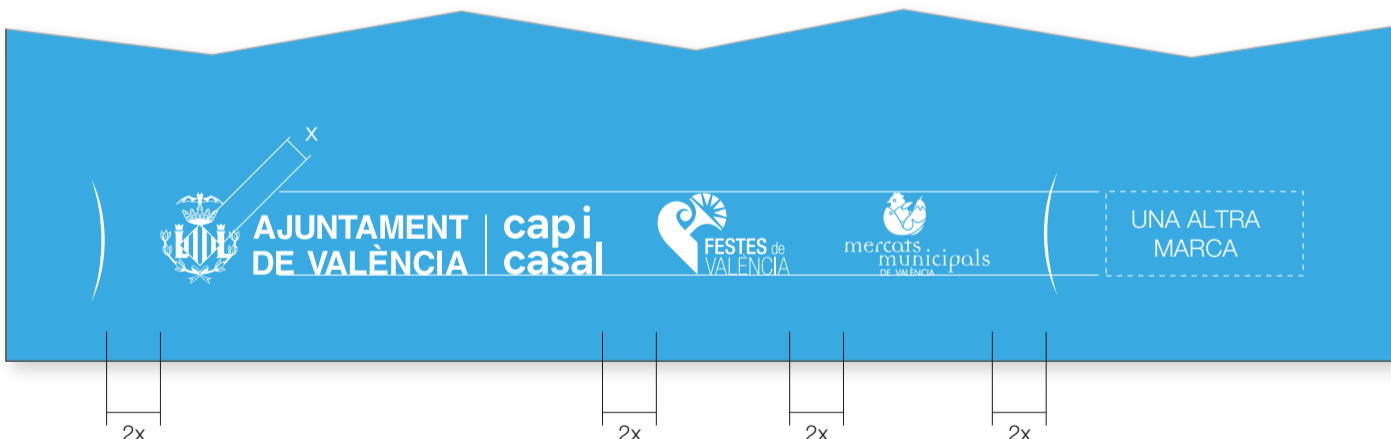 x
AJUNTAMENT
DE VALÈNCIA
cap i
casal
FESTES de
VALÈNCIA
mercats
municipals
DE VALÈNCIA
UNA ALTRA
MARCA
2x
2x
2x
2x